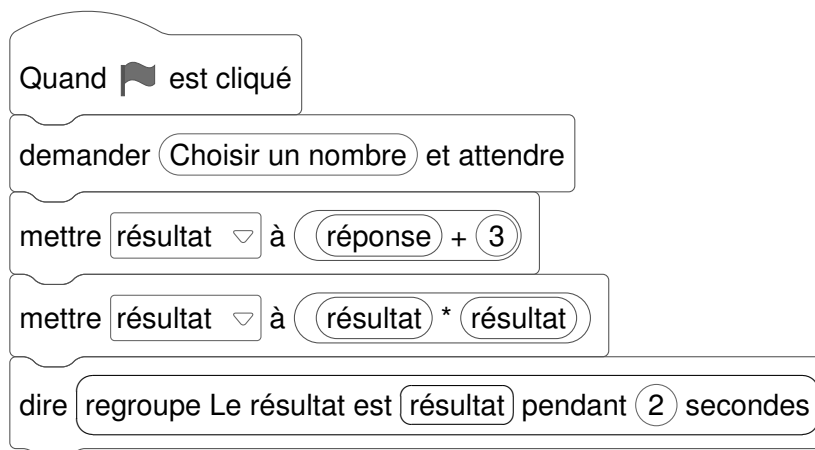 Quand est cliqué
demander Choisir un nombre et attendre
mettre résultat à réponse + 3
mettre résultat à résultat * résultat
dire regroupe Le résultat est résultat pendant 2 secondes